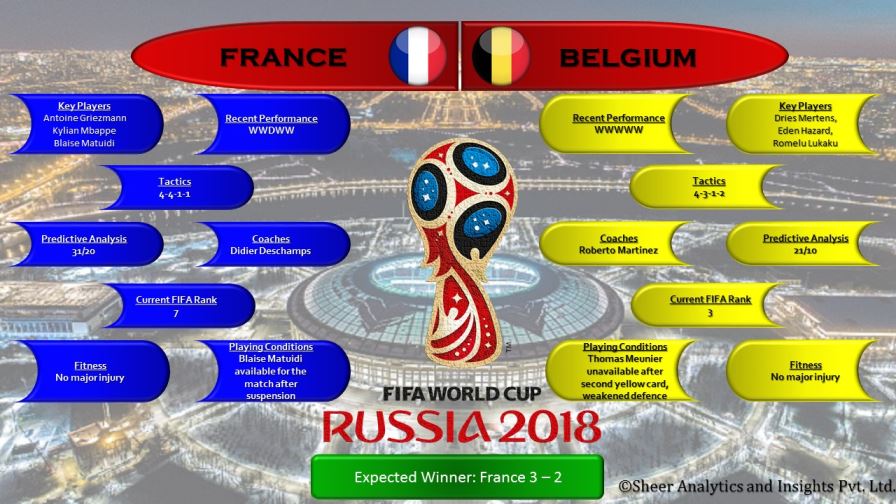 FRANCE
BELGIUM
Key Players
Antoine Griezmann
Kylian Mbappe
Blaise Matuidi
Recent Performance
WWDWW
Recent Performance
WWWWW
Key Players
Dries Mertens,
Eden Hazard,
Romelu Lukaku
Tactics
4-4-1-1
Tactics
4-3-1-2
Predictive Analysis
31/20
Coaches
Didier Deschamps
Coaches
Roberto Martinez
Predictive Analysis
21/10
Current FIFA Rank
7
Current FIFA Rank
3
Fitness
No major injury
Playing Conditions
Blaise Matuidi
available for the
match after
suspension
Playing Conditions
Thomas Meunier
unavailable after
second yellow card,
weakened defence
Fitness
No major injury
TM
FIFA WORLD CUP
RUSSIA 2018
Expected Winner: France 3 – 2
©Sheer Analytics and Insights Pvt. Ltd.